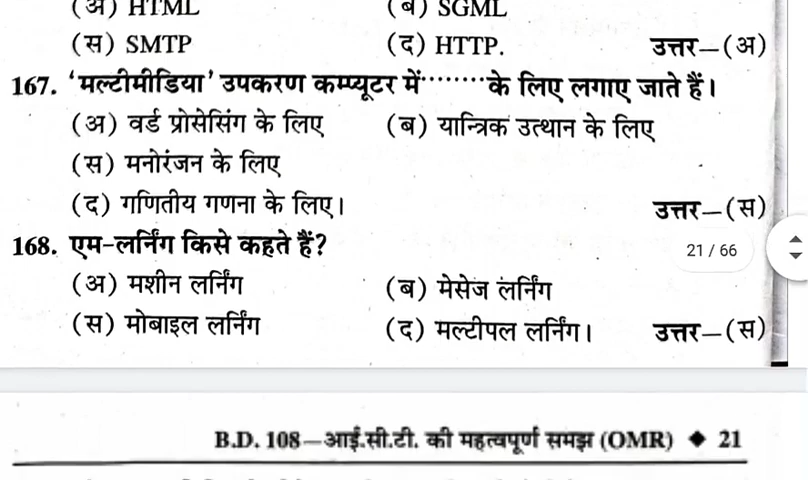 (अ) HTML (ब) SGML
(स) SMTP (द) HTTP. उत्तर—(अ)
167. 'मल्टीमीडिया' उपकरण कम्प्यूटर में········के लिए लगाए जाते हैं।
(अ) वर्ड प्रोसेसिंग के लिए (ब) यान्त्रिक उत्थान के लिए
(स) मनोरंजन के लिए
(द) गणितीय गणना के लिए। उत्तर—(स)
168. एम-लर्निंग किसे कहते हैं?
21 / 66
(अ) मशीन लर्निंग (ब) मेसेज लर्निंग
(स) मोबाइल लर्निंग (द) मल्टीपल लर्निंग। उत्तर—(स)
B.D. 108—आई.सी.टी. की महत्वपूर्ण समझ (OMR) ◆ 21